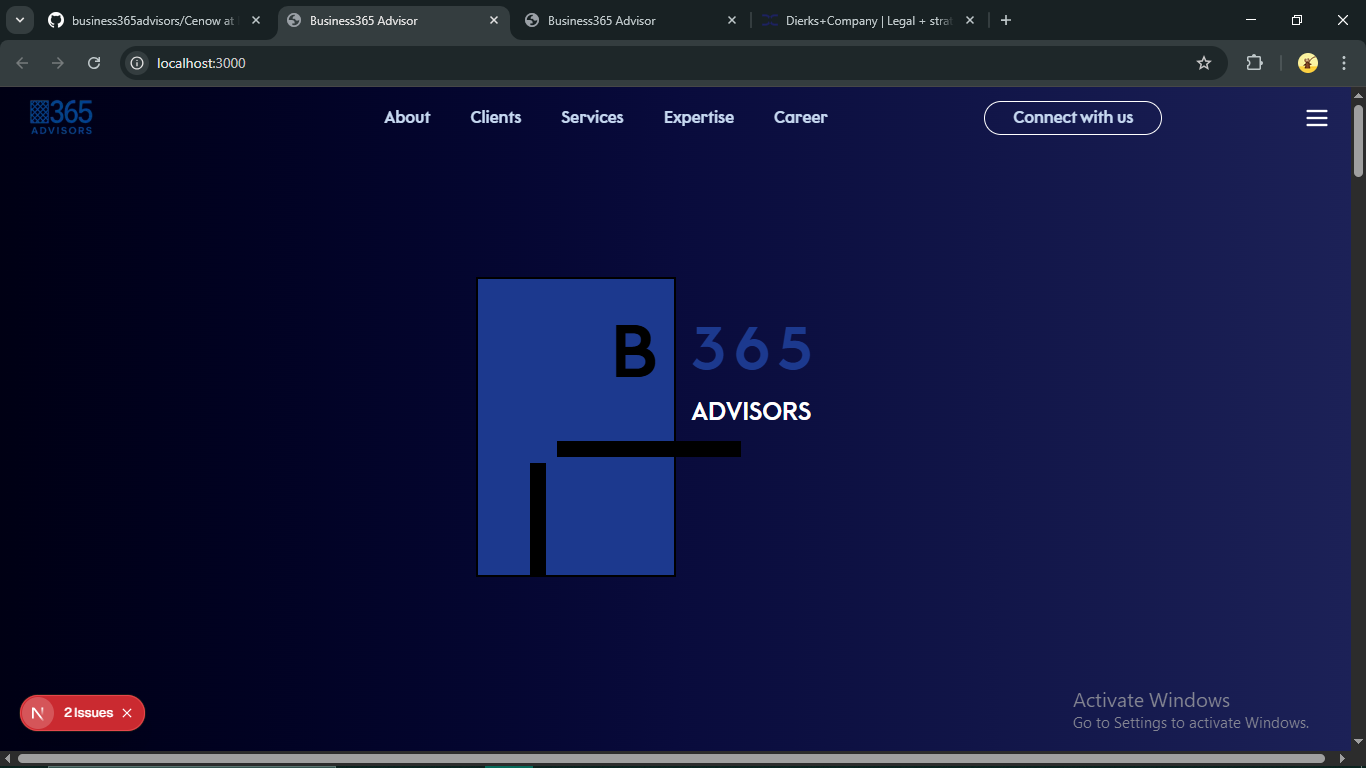 business365advisors/Cenow at
Business365 Advisor
Business365 Advisor
Dierks+Company | Legal + strat
localhost:3000
365
ADVISORS
About
Clients
Services
Expertise
Career
Connect with us
B
365
ADVISORS
N
2 Issues
Activate Windows
Go to Settings to activate Windows.